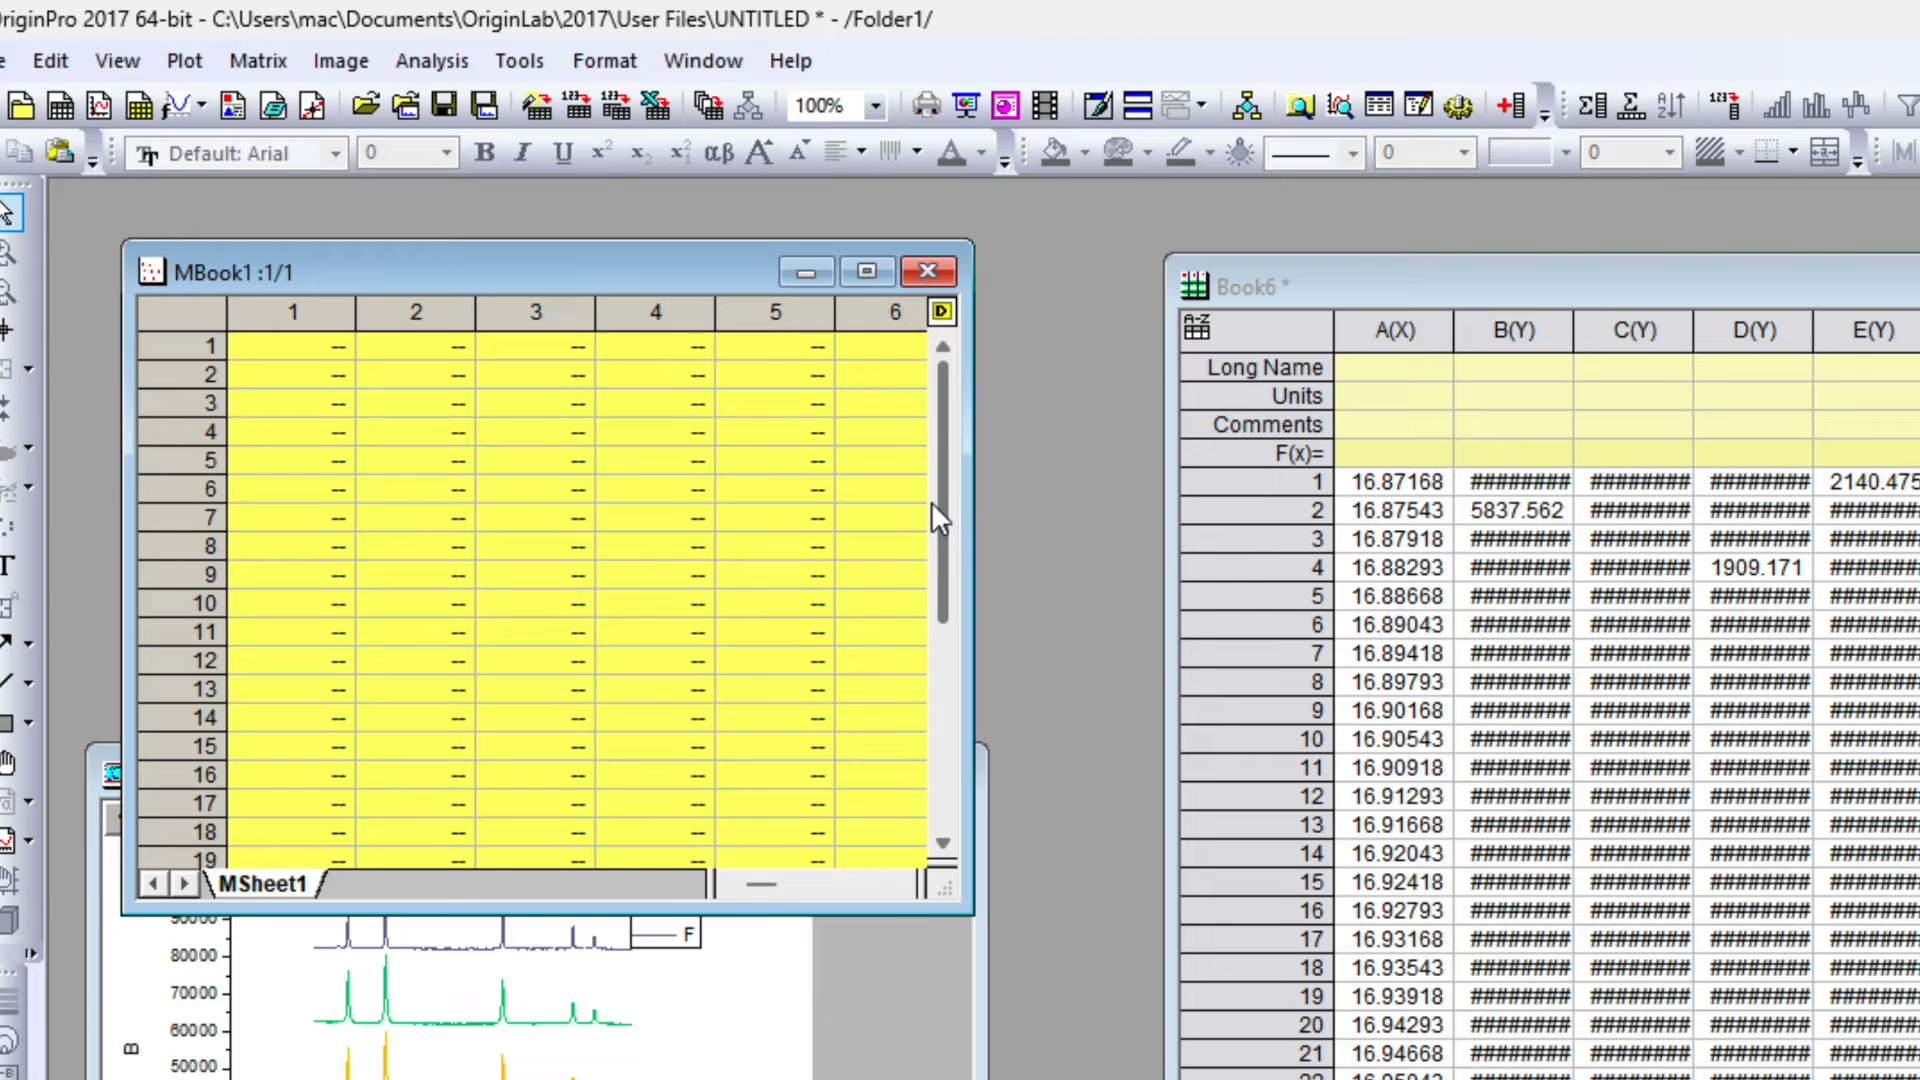 riginPro 2017 64-bit - C:\Users\mac\Documents\OriginLab\2017\User Files\UNTITLED * - /Folder1/
e Edit View Plot Matrix Image Analysis Tools Format Window Help
100%
Default: Arial 0 B I U x² x₂ αβ A A A 0 0
MBook1 :1/1
1 2 3 4 5 6 D
1 -- -- -- -- --
2 -- -- -- -- --
3 -- -- -- -- --
4 -- -- -- -- --
5 -- -- -- -- --
6 -- -- -- -- --
7 -- -- -- -- --
8 -- -- -- -- --
9 -- -- -- -- --
10 -- -- -- -- --
11 -- -- -- -- --
12 -- -- -- -- --
13 -- -- -- -- --
14 -- -- -- -- --
15 -- -- -- -- --
16 -- -- -- -- --
17 -- -- -- -- --
18 -- -- -- -- --
19 -- -- -- -- --
MSheet1
90000
F
80000
70000
60000
50000
B
Book6 *
A(X) B(Y) C(Y) D(Y) E(Y)
Long Name
Units
Comments
F(x)=
1 16.87168 ######## ######## ######## 2140.475
2 16.87543 5837.562 ######## ######## ########
3 16.87918 ######## ######## ######## ########
4 16.88293 ######## ######## 1909.171 ########
5 16.88668 ######## ######## ######## ########
6 16.89043 ######## ######## ######## ########
7 16.89418 ######## ######## ######## ########
8 16.89793 ######## ######## ######## ########
9 16.90168 ######## ######## ######## ########
10 16.90543 ######## ######## ######## ########
11 16.90918 ######## ######## ######## ########
12 16.91293 ######## ######## ######## ########
13 16.91668 ######## ######## ######## ########
14 16.92043 ######## ######## ######## ########
15 16.92418 ######## ######## ######## ########
16 16.92793 ######## ######## ######## ########
17 16.93168 ######## ######## ######## ########
18 16.93543 ######## ######## ######## ########
19 16.93918 ######## ######## ######## ########
20 16.94293 ######## ######## ######## ########
21 16.94668 ######## ######## ######## ########